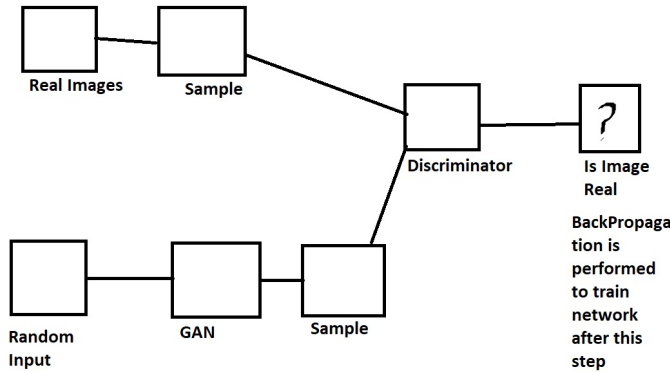 Real Images
Sample
?
Discriminator
Is Image
Real
BackPropaga
tion is
performed
to train
network
after this
step
Random
Input
GAN
Sample